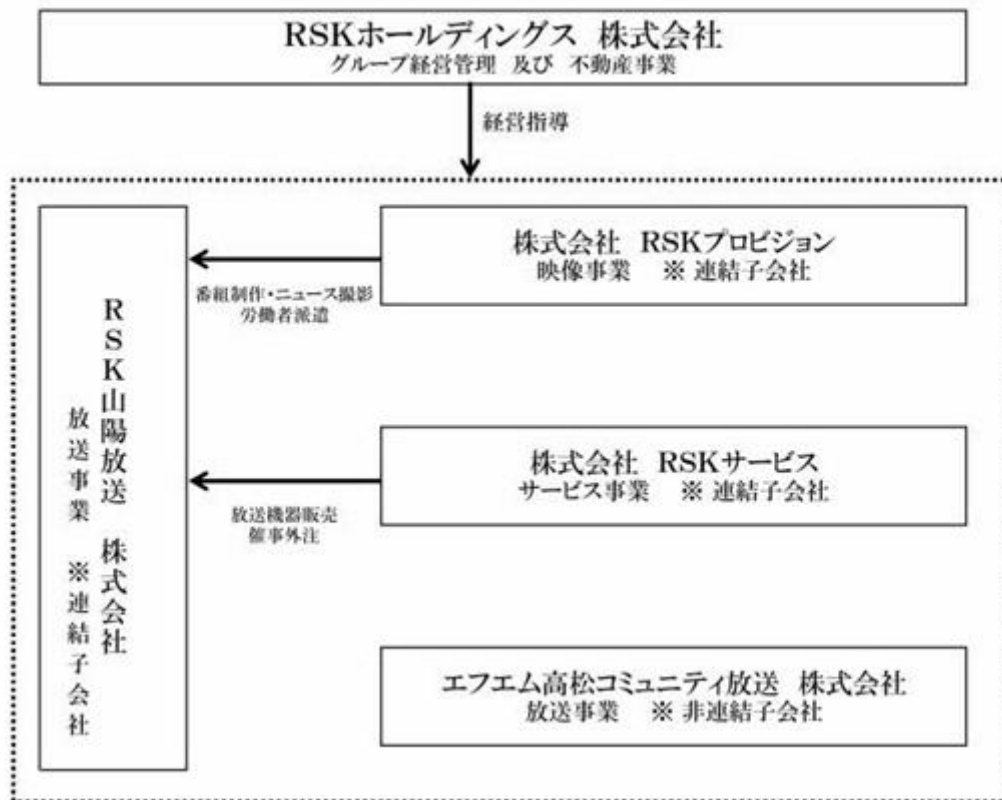 RSKホールディングス 株式会社
グループ経営管理 及び 不動産事業
経営指導
RSK山陽放送 株式会社
放送事業 ※連結子会社
株式会社 RSKプロビジョン
映像事業 ※ 連結子会社
番組制作・ニュース撮影
労働者派遣
株式会社 RSKサービス
サービス事業 ※ 連結子会社
放送機器販売
催事外注
エフエム高松コミュニティ放送 株式会社
放送事業 ※ 非連結子会社